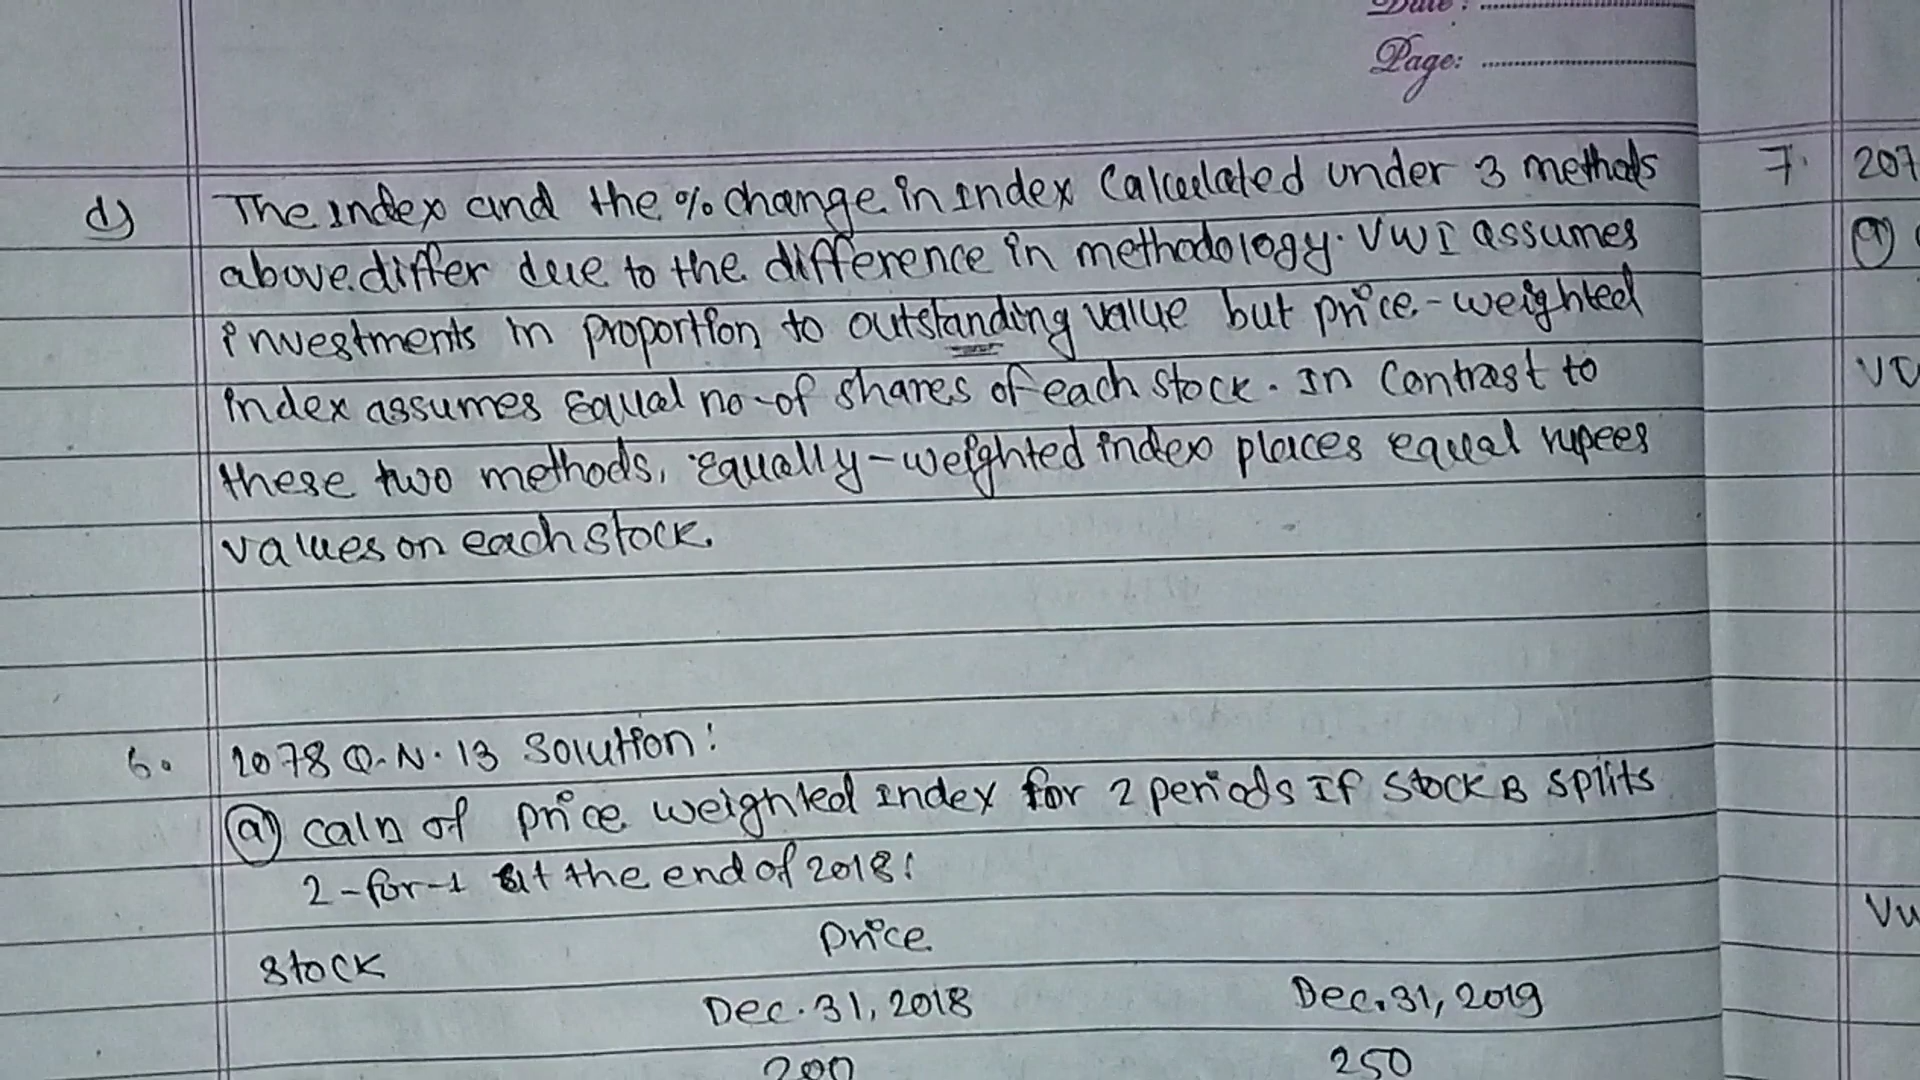 Date:
Page:
d) The Index and the % change in Index Calculated under 3 methods
above differ due to the difference in methodology. VWI assumes
investments in proportion to outstanding value but price-weighted
index assumes Equal no-of shares of each stock. In Contrast to
these two methods, Equally-weighted index places equal rupees
values on each stock.
6. 2078 Q.N. 13 Solution:
(a) caln of price weighted index for 2 periods If Stock B splits
2-for-1 at the end of 2018:
Stock Price
Dec. 31, 2018 Dec. 31, 2019
200 250
7. 207
(a)